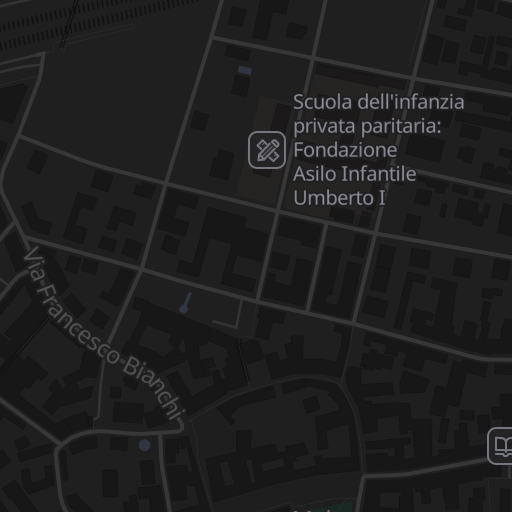 Scuola dell'infanzia
privata paritaria:
Fondazione
Asilo Infantile
Umberto I
Via Francesco Bianchi